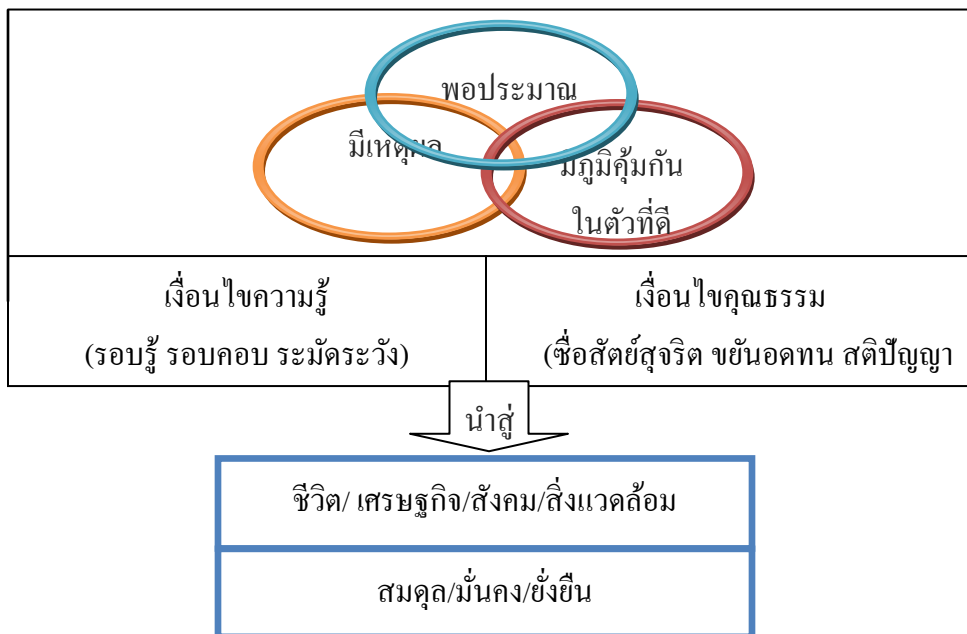 พอประมาณ
มีเหตุผล
มีภูมิคุ้มกัน
ในตัวที่ดี
เงื่อนไขความรู้
(รอบรู้ รอบคอบ ระมัดระวัง)
เงื่อนไขคุณธรรม
(ซื่อสัตย์สุจริต ขยันอดทน สติปัญญา
นำสู่
ชีวิต/ เศรษฐกิจ/สังคม/สิ่งแวดล้อม
สมดุล/มั่นคง/ยั่งยืน